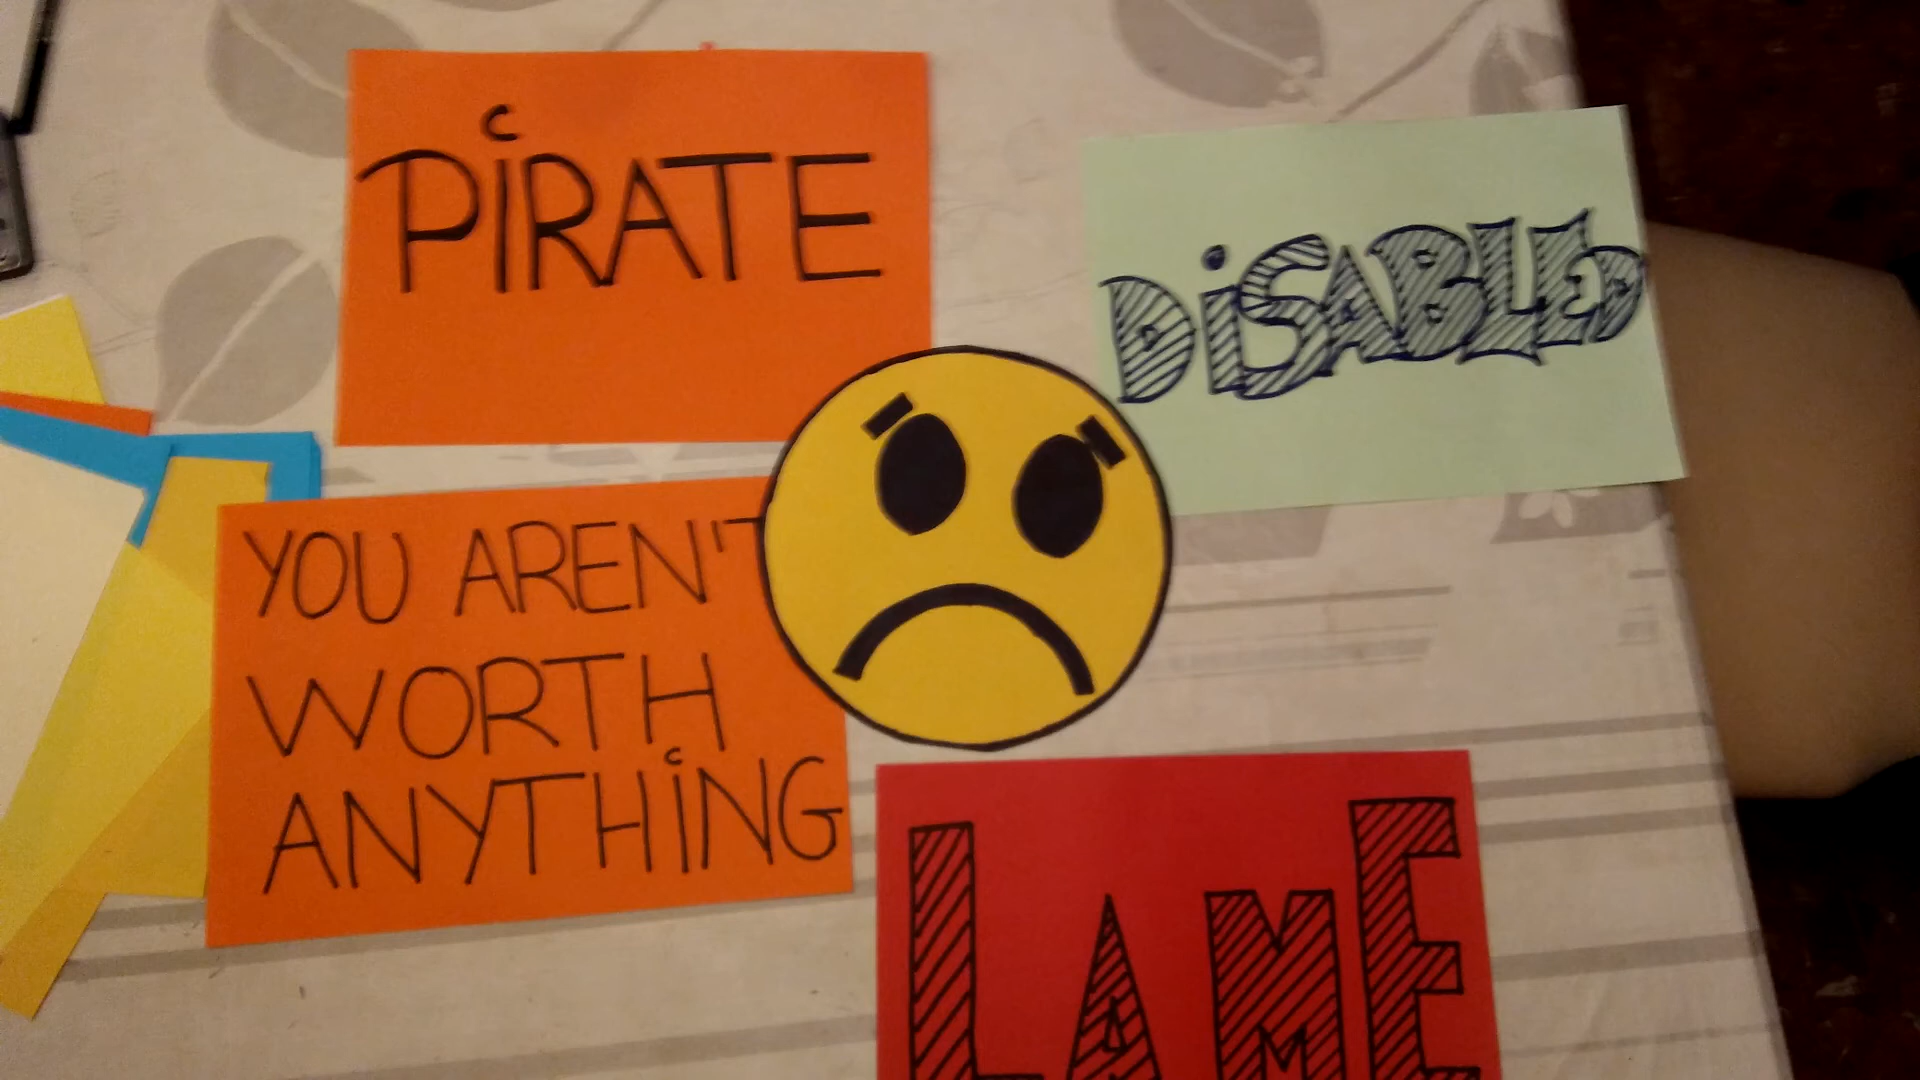 PiRATE
DiSABLED
YOU AREN'T
WORTH
ANYTHiNG
LAME